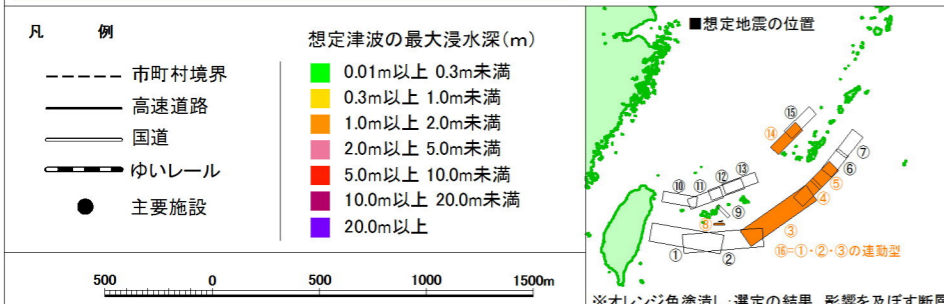 凡　　例
市町村境界
高速道路
国道
ゆいレール
主要施設
想定津波の最大浸水深(m)
0.01m以上 0.3m未満
0.3m以上 1.0m未満
1.0m以上 2.0m未満
2.0m以上 5.0m未満
5.0m以上 10.0m未満
10.0m以上 20.0m未満
20.0m以上
500 0 500 1000 1500m
■想定地震の位置
⑮
⑭
⑦
⑥
⑤
④
⑬
⑫
⑪
⑩
⑨
⑧
③
① ②
⑯=①・②・③の連動型
※オレンジ色塗潰し:選定の結果、影響を及ぼす断層